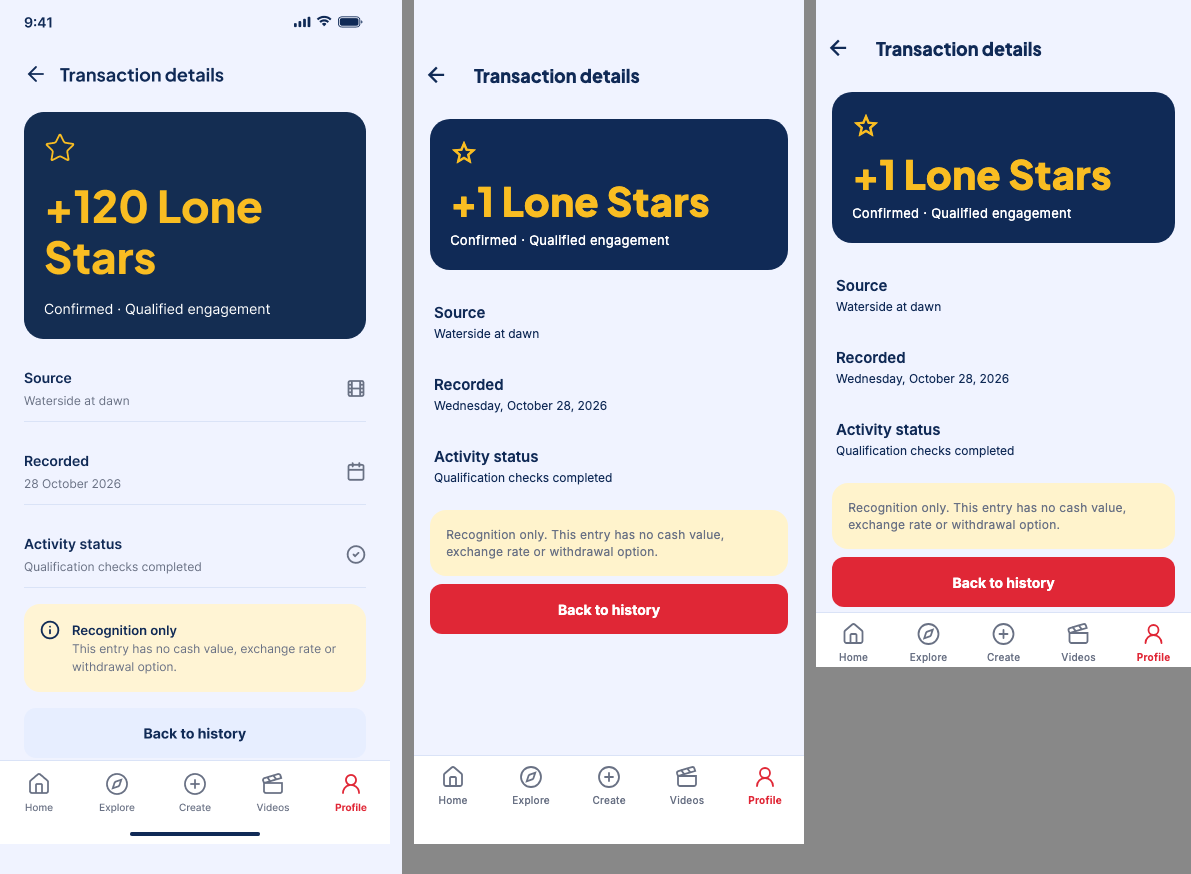 9:41
Transaction details
+120 Lone
Stars
Confirmed · Qualified engagement
Source
Waterside at dawn
Recorded
28 October 2026
Activity status
Qualification checks completed
Recognition only
This entry has no cash value, exchange rate or
withdrawal option.
Back to history
Home Explore Create Videos Profile
Transaction details
+1 Lone Stars
Confirmed · Qualified engagement
Source
Waterside at dawn
Recorded
Wednesday, October 28, 2026
Activity status
Qualification checks completed
Recognition only. This entry has no cash value,
exchange rate or withdrawal option.
Back to history
Home Explore Create Videos Profile
Transaction details
+1 Lone Stars
Confirmed · Qualified engagement
Source
Waterside at dawn
Recorded
Wednesday, October 28, 2026
Activity status
Qualification checks completed
Recognition only. This entry has no cash value,
exchange rate or withdrawal option.
Back to history
Home Explore Create Videos Profile